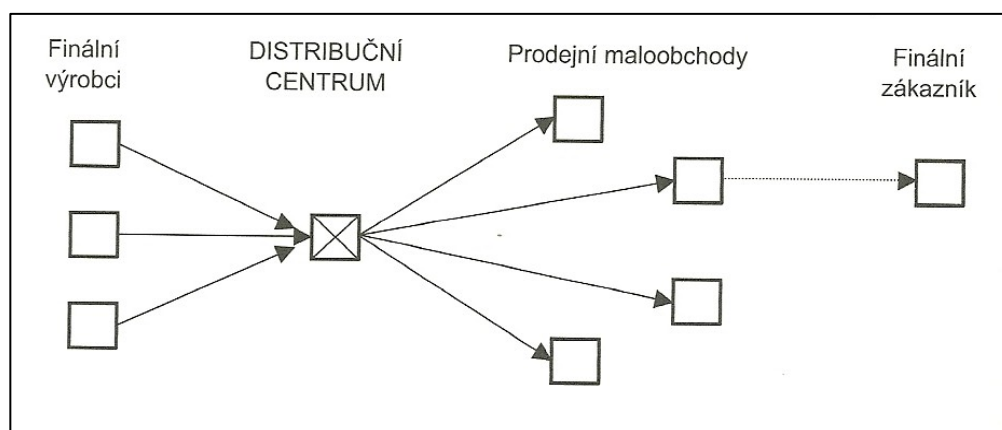 Finální
výrobci
DISTRIBUČNÍ
CENTRUM
Prodejní maloobchody
Finální
zákazník